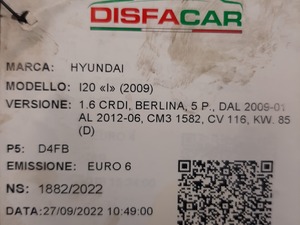 DISFACAR
MARCA: HYUNDAI
MODELLO: I20 «I» (2009)
VERSIONE: 1.6 CRDI, BERLINA, 5 P., DAL 2009-01
AL 2012-06, CM3 1582, CV 116, KW. 85
(D)
P5: D4FB
EMISSIONE: EURO 6
NS: 1882/2022
DATA:27/09/2022 10:49:00